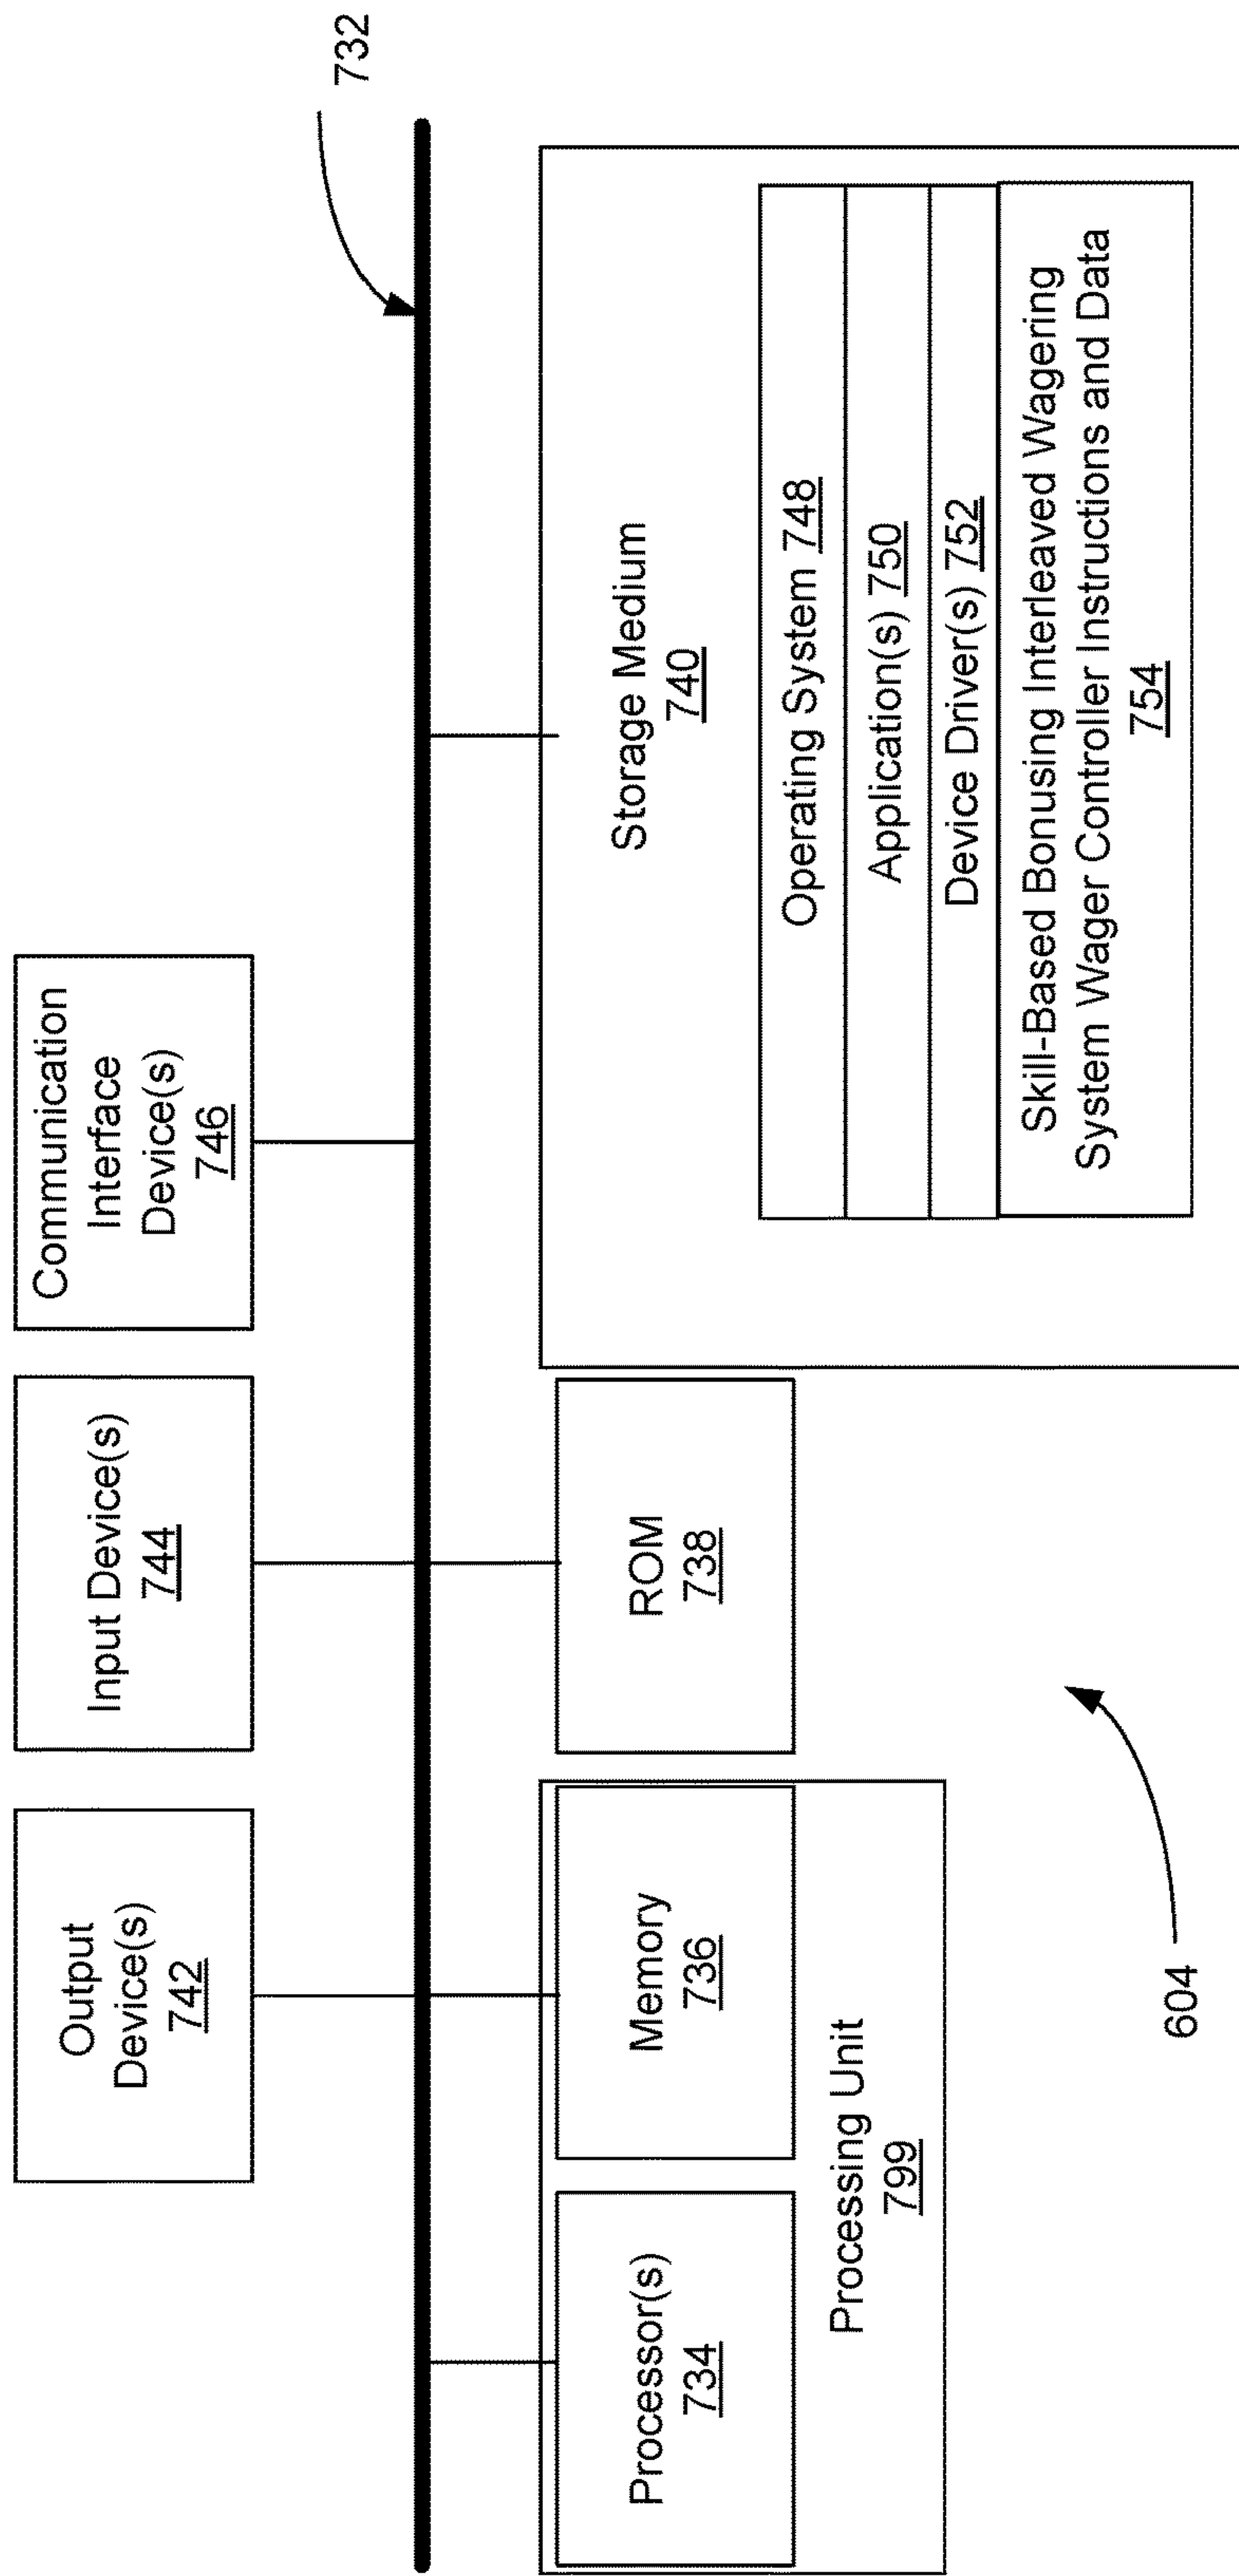 732
Output
Device(s)
742
Input Device(s)
744
Communication
Interface
Device(s)
746
Processor(s)
734
Memory
736
Processing Unit
799
ROM
738
Storage Medium
740
Operating System 748
Application(s) 750
Device Driver(s) 752
Skill-Based Bonusing Interleaved Wagering
System Wager Controller Instructions and Data
754
604